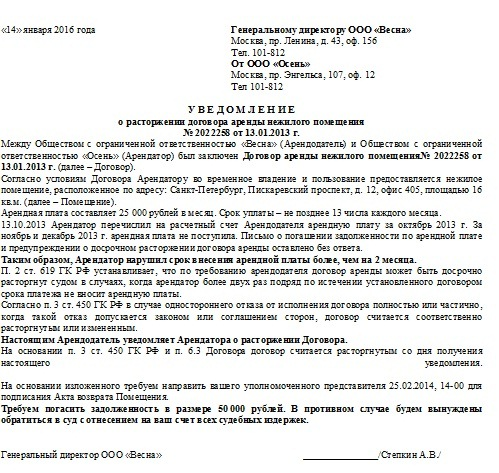 «14» января 2016 года
Генеральному директору ООО «Весна»
Москва, пр. Ленина, д. 43, оф. 156
Тел. 101-812
От ООО «Осень»
Москва, пр. Энгельса, 107, оф. 12
Тел 101-812
У В Е Д О М Л Е Н И Е
о расторжении договора аренды нежилого помещения
№ 2022258 от 13.01.2013 г.
Между Обществом с ограниченной ответственностью «Весна» (Арендодатель) и Обществом с ограниченной
ответственностью «Осень» (Арендатор) был заключен Договор аренды нежилого помещения№ 2022258 от
13.01.2013 г. (далее – Договор).
Согласно условиям Договора Арендатору во временное владение и пользование предоставляется нежилое
помещение, расположенное по адресу: Санкт-Петербург, Пискаревский проспект, д. 12, офис 405, площадью 16
кв.м. (далее – Помещение).
Арендная плата составляет 25 000 рублей в месяц. Срок уплаты – не позднее 13 числа каждого месяца.
13.10.2013 Арендатор перечислил на расчетный счет Арендодателя арендную плату за октябрь 2013 г. За
ноябрь и декабрь 2013 г. арендная плата не поступила. Письмо о погашении задолженности по арендной плате
и предупреждении о досрочном расторжении договора аренды оставлено без ответа.
Таким образом, Арендатор нарушил срок внесения арендной платы более, чем на 2 месяца.
П. 2 ст. 619 ГК РФ устанавливает, что по требованию арендодателя договор аренды может быть досрочно
расторгнут судом в случаях, когда арендатор более двух раз подряд по истечении установленного договором
срока платежа не вносит арендную плату.
Согласно п. 3 ст. 450 ГК РФ в случае одностороннего отказа от исполнения договора полностью или частично,
когда такой отказ допускается законом или соглашением сторон, договор считается соответственно
расторгнутым или измененным.
Настоящим Арендодатель уведомляет Арендатора о расторжении Договора.
На основании п. 3 ст. 450 ГК РФ и п. 6.3 Договора договор считается расторгнутым со дня получения
настоящего уведомления.
На основании изложенного требуем направить вашего уполномоченного представителя 25.02.2014, 14-00 для
подписания Акта возврата Помещения.
Требуем погасить задолженность в размере 50 000 рублей. В противном случае будем вынуждены
обратиться в суд с отнесением на ваш счет всех судебных издержек.
Генеральный директор ООО «Весна» ________________/Степкин А.В./